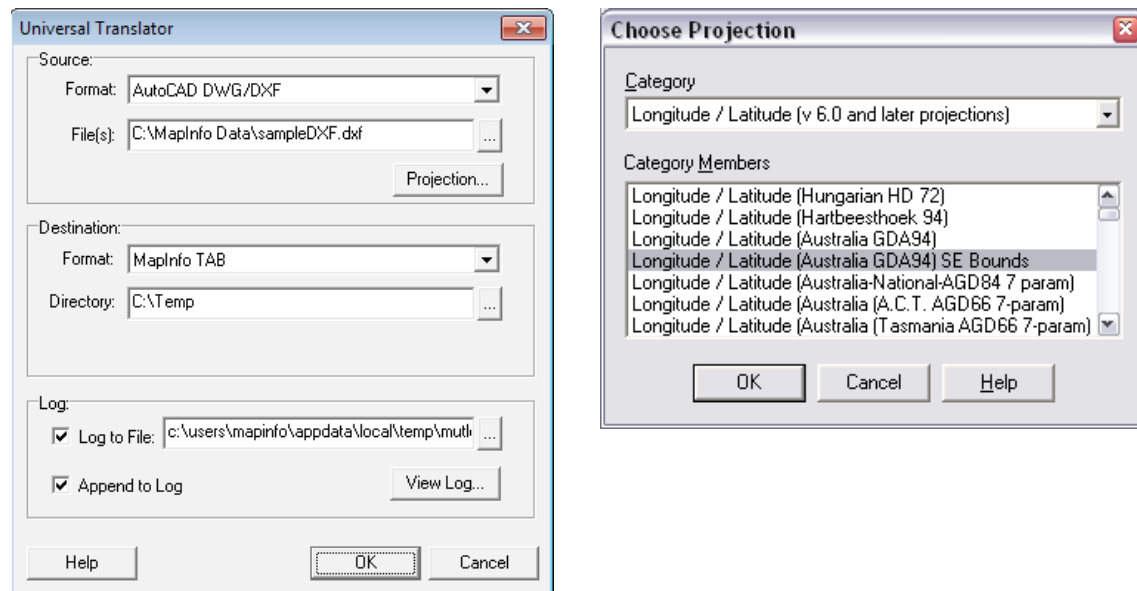 Universal Translator
Source:
Format: AutoCAD DWG/DXF
File(s): C:\MapInfo Data\sampleDXF.dxf ...
Projection...
Destination:
Format: MapInfo TAB
Directory: C:\Temp ...
Log:
Log to File: c:\users\mapinfo\appdata\local\temp\mutl ...
Append to Log View Log...
Help OK Cancel
Choose Projection
Category
Longitude / Latitude (v 6.0 and later projections)
Category Members
Longitude / Latitude (Hungarian HD 72)
Longitude / Latitude (Hartbeesthoek 94)
Longitude / Latitude (Australia GDA94)
Longitude / Latitude (Australia GDA94) SE Bounds
Longitude / Latitude (Australia-National-AGD84 7 param)
Longitude / Latitude (Australia (A.C.T. AGD66 7-param)
Longitude / Latitude (Australia (Tasmania AGD66 7-param)
OK Cancel Help